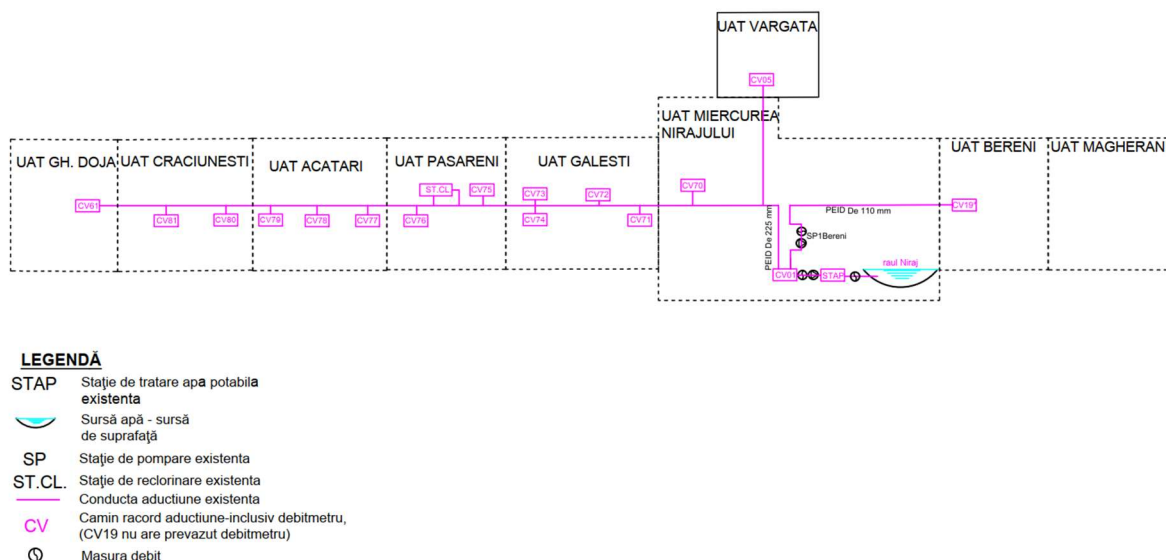 UAT VARGATA
CV05
UAT MIERCUREA
NIRAJULUI
UAT GH. DOJA
UAT CRACIUNESTI
UAT ACATARI
UAT PASARENI
UAT GALESTI
UAT BERENI
UAT MAGHERANI
CV61
CV81
CV80
CV79
CV78
CV77
CV76
ST.CL
CV75
CV73
CV74
CV72
CV71
CV70
PEID De 225 mm
PEID De 110 mm
CV19'
SP1Bereni
CV01
STAP
raul Niraj
LEGENDĂ
STAP
Staţie de tratare apa potabila
existenta
Sursă apă - sursă
de suprafaţă
SP
Staţie de pompare existenta
ST.CL.
Staţie de reclorinare existenta
Conducta aductiune existenta
CV
Camin racord aductiune-inclusiv debitmetru,
(CV19 nu are prevazut debitmetru)
Masura debit